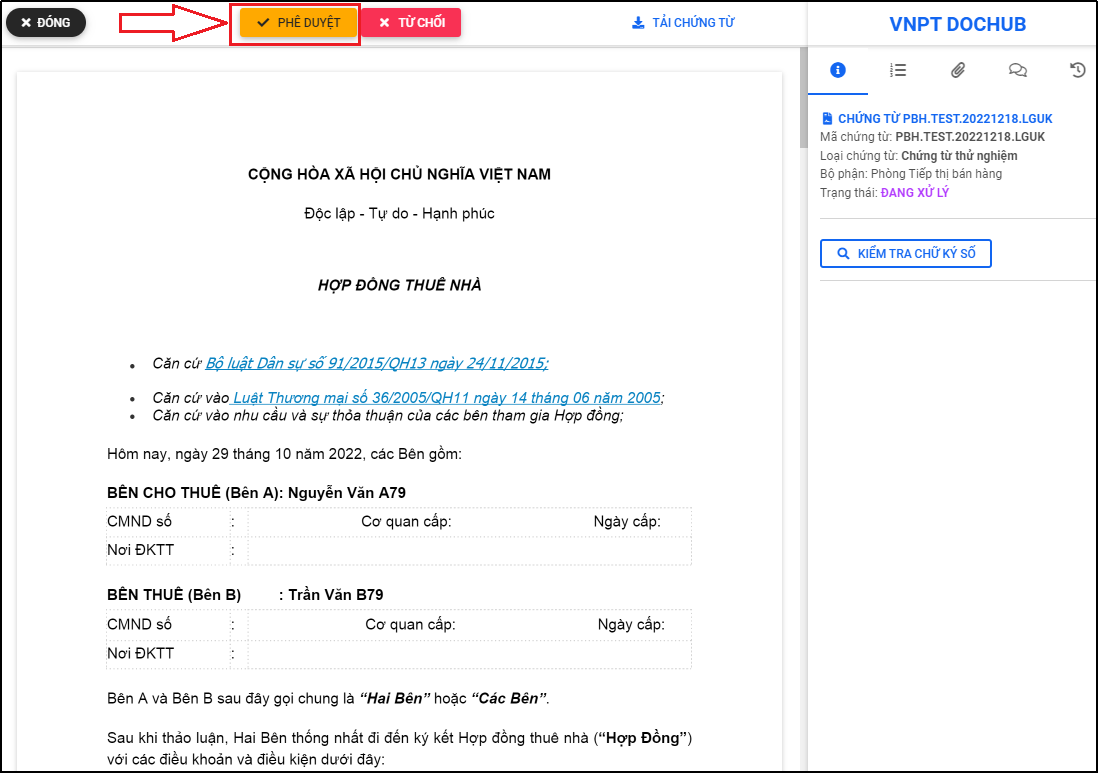 ĐÓNG
PHÊ DUYỆT
TỪ CHỐI
TẢI CHỨNG TỪ
VNPT DOCHUB
CHỨNG TỪ PBH.TEST.20221218.LGUK
Mã chứng từ: PBH.TEST.20221218.LGUK
Loại chứng từ: Chứng từ thử nghiệm
Bộ phận: Phòng Tiếp thị bán hàng
Trạng thái: ĐANG XỬ LÝ
KIỂM TRA CHỮ KÝ SỐ
CỘNG HÒA XÃ HỘI CHỦ NGHĨA VIỆT NAM
Độc lập - Tự do - Hạnh phúc
HỢP ĐỒNG THUÊ NHÀ
• Căn cứ Bộ luật Dân sự số 91/2015/QH13 ngày 24/11/2015;
• Căn cứ vào Luật Thương mại số 36/2005/QH11 ngày 14 tháng 06 năm 2005;
• Căn cứ vào nhu cầu và sự thỏa thuận của các bên tham gia Hợp đồng;
Hôm nay, ngày 29 tháng 10 năm 2022, các Bên gồm:
BÊN CHO THUÊ (Bên A): Nguyễn Văn A79
CMND số : Cơ quan cấp: Ngày cấp:
Nơi ĐKTT :
BÊN THUÊ (Bên B) : Trần Văn B79
CMND số : Cơ quan cấp: Ngày cấp:
Nơi ĐKTT :
Bên A và Bên B sau đây gọi chung là “Hai Bên” hoặc “Các Bên”.
Sau khi thảo luận, Hai Bên thống nhất đi đến ký kết Hợp đồng thuê nhà (“Hợp Đồng”)
với các điều khoản và điều kiện dưới đây: